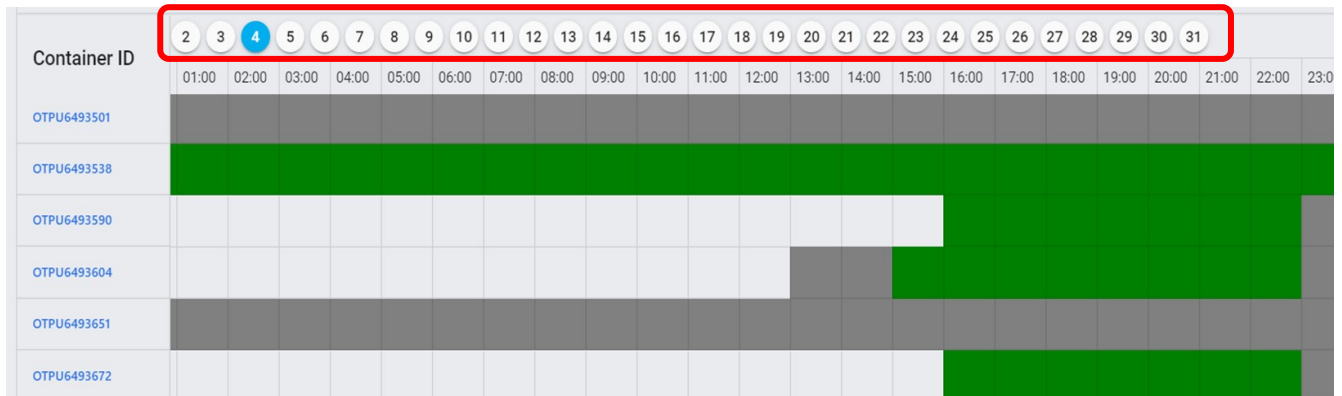 2 3 4 5 6 7 8 9 10 11 12 13 14 15 16 17 18 19 20 21 22 23 24 25 26 27 28 29 30 31
Container ID
01:00 02:00 03:00 04:00 05:00 06:00 07:00 08:00 09:00 10:00 11:00 12:00 13:00 14:00 15:00 16:00 17:00 18:00 19:00 20:00 21:00 22:00 23:0
OTPU6493501
OTPU6493538
OTPU6493590
OTPU6493604
OTPU6493651
OTPU6493672